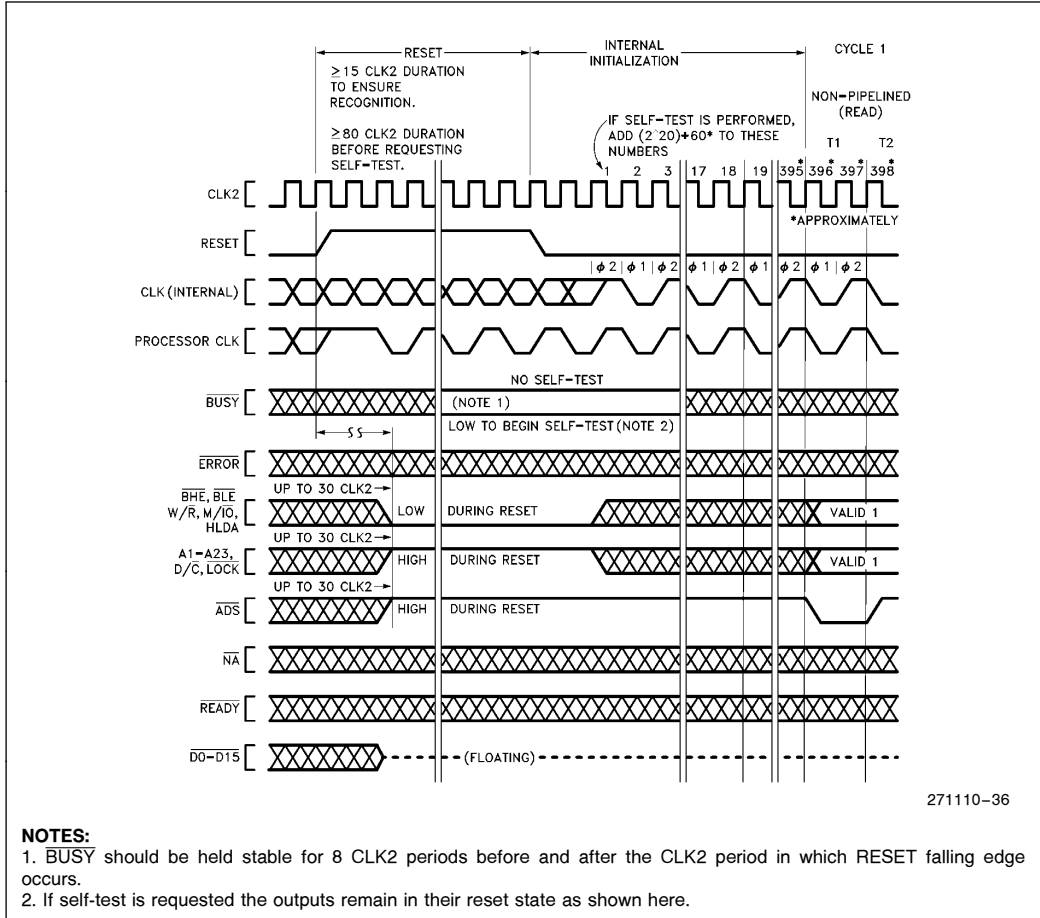 RESET
INTERNAL
INITIALIZATION
CYCLE 1
≥15 CLK2 DURATION
TO ENSURE
RECOGNITION.
NON-PIPELINED
(READ)
≥80 CLK2 DURATION
BEFORE REQUESTING
SELF-TEST.
IF SELF-TEST IS PERFORMED,
ADD (2^20)+60* TO THESE
NUMBERS
T1 T2
1 2 3 17 18 19 395* 396* 397* 398*
CLK2
*APPROXIMATELY
RESET
ϕ2 ϕ1 ϕ2 ϕ1 ϕ2 ϕ1 ϕ2 ϕ1 ϕ2
CLK (INTERNAL)
PROCESSOR CLK
NO SELF-TEST
BUSY
(NOTE 1)
LOW TO BEGIN SELF-TEST (NOTE 2)
ERROR
UP TO 30 CLK2
BHE, BLE
W/R, M/IO,
HLDA
LOW DURING RESET
VALID 1
UP TO 30 CLK2
A1-A23,
D/C, LOCK
HIGH DURING RESET
VALID 1
UP TO 30 CLK2
ADS
HIGH DURING RESET
NA
READY
D0-D15
(FLOATING)
271110-36
NOTES:
1. BUSY should be held stable for 8 CLK2 periods before and after the CLK2 period in which RESET falling edge
occurs.
2. If self-test is requested the outputs remain in their reset state as shown here.